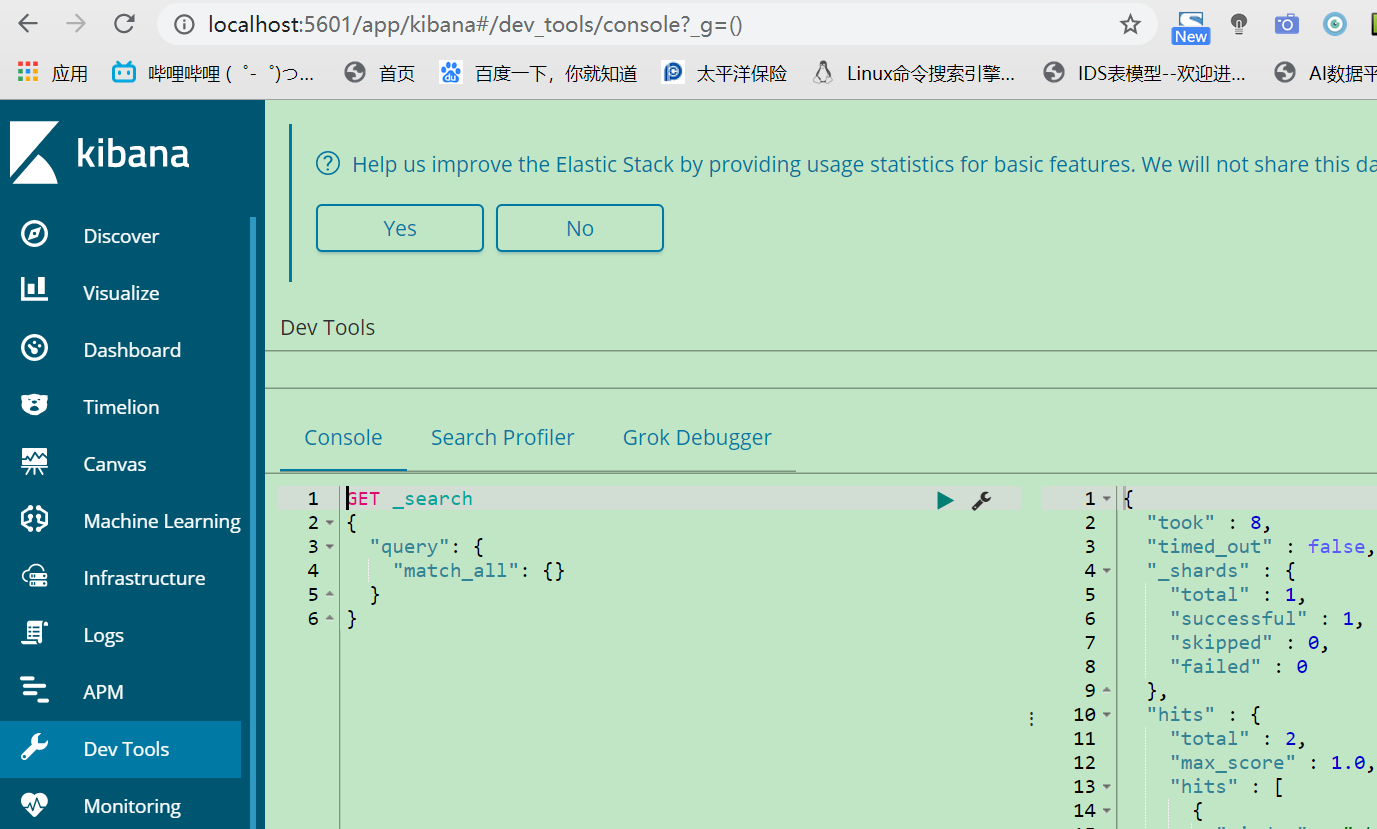 localhost:5601/app/kibana#/dev_tools/console?_g=()
New
应用
哔哩哔哩 ( ゜- ゜)つ...
首页
百度一下，你就知道
太平洋保险
Linux命令搜索引擎...
IDS表模型--欢迎进...
AI数据平
kibana
Discover
Visualize
Dashboard
Timelion
Canvas
Machine Learning
Infrastructure
Logs
APM
Dev Tools
Monitoring
Help us improve the Elastic Stack by providing usage statistics for basic features. We will not share this da
Yes
No
Dev Tools
Console
Search Profiler
Grok Debugger
1 GET _search
2 {
3 "query": {
4 "match_all": {}
5 }
6 }
1 {
2 "took" : 8,
3 "timed_out" : false,
4 "_shards" : {
5 "total" : 1,
6 "successful" : 1,
7 "skipped" : 0,
8 "failed" : 0
9 },
10 "hits" : {
11 "total" : 2,
12 "max_score" : 1.0,
13 "hits" : [
14 {